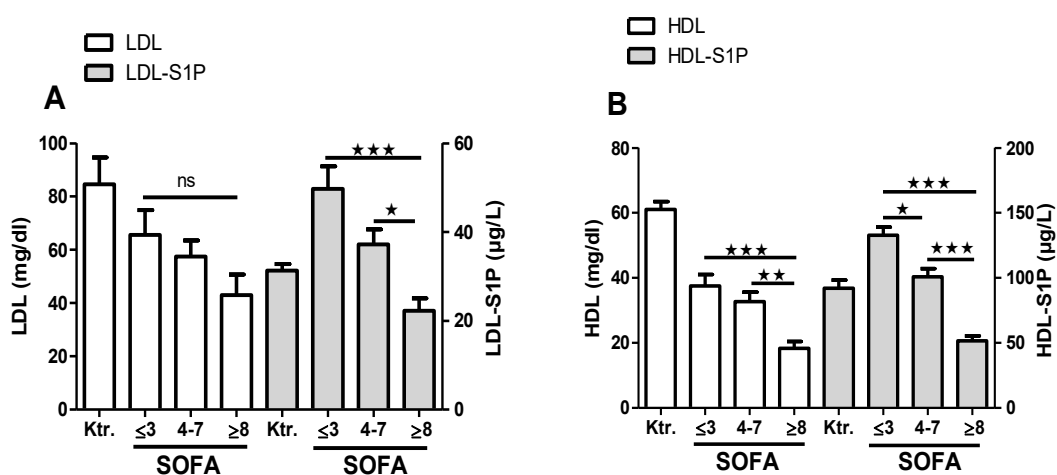 LDL
LDL-S1P
A
100
80
60
40
20
0
LDL (mg/dl)
ns
★★★
★
60
40
20
0
LDL-S1P (µg/L)
Ktr. ≤3 4-7 ≥8 Ktr. ≤3 4-7 ≥8
SOFA SOFA
HDL
HDL-S1P
B
80
60
40
20
0
HDL (mg/dl)
★★★
★★
★★★
★
★★★
200
150
100
50
0
HDL-S1P (µg/L)
Ktr. ≤3 4-7 ≥8 Ktr. ≤3 4-7 ≥8
SOFA SOFA